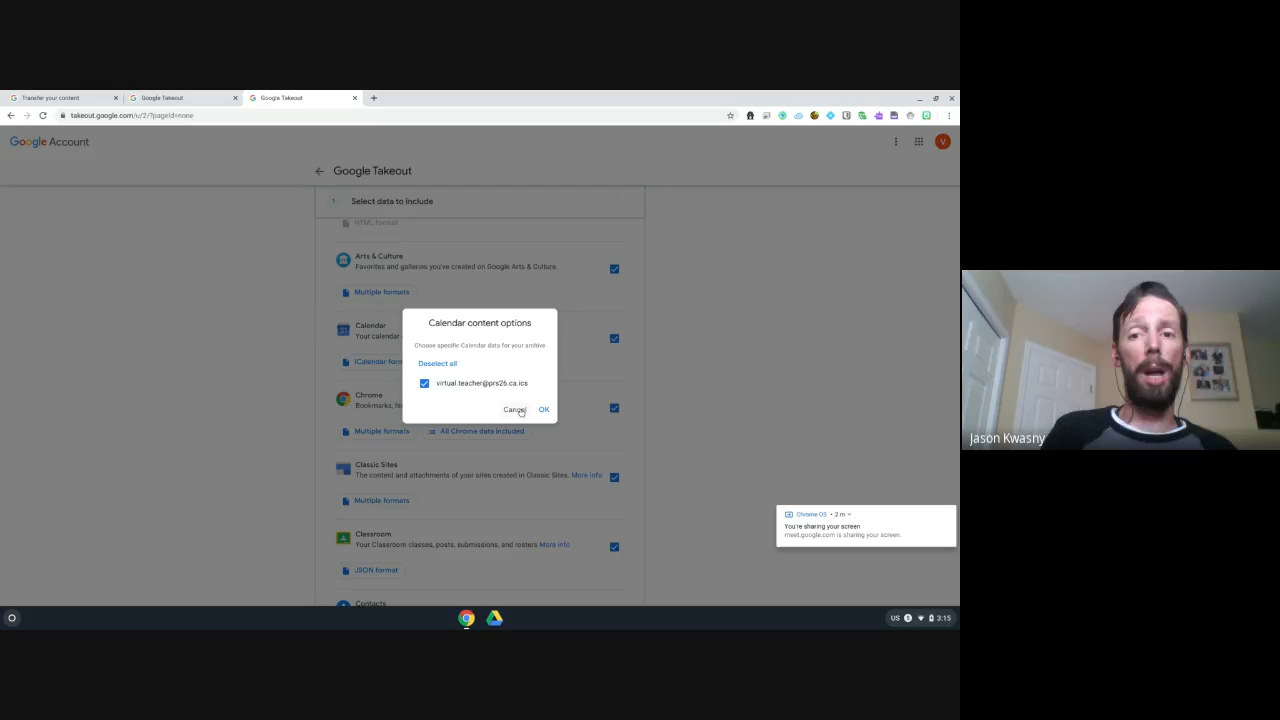 Transfer your content
Google Takeout
Google Takeout
takeout.google.com/u/2/?pageId=none
Google Account
V
Google Takeout
1 Select data to include
HTML format
Arts & Culture
Favorites and galleries you've created on Google Arts & Culture.
Multiple formats
Calendar
Your calendar
iCalendar form
Calendar content options
Choose specific Calendar data for your archive
Deselect all
virtual.teacher@prs26.ca.ics
Cancel OK
Chrome
Bookmarks, hi
Multiple formats
All Chrome data included
Classic Sites
The content and attachments of your sites created in Classic Sites. More info
Multiple formats
Classroom
Your Classroom classes, posts, submissions, and rosters More info
JSON format
Contacts
Jason Kwasny
Chrome OS • 2 m
You're sharing your screen
meet.google.com is sharing your screen.
US 3:15